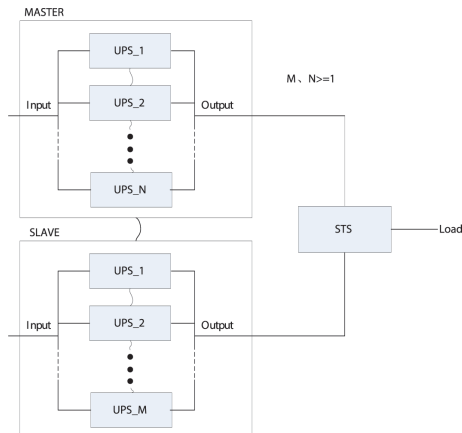 MASTER
UPS_1
M 、N>=1
Input
UPS_2
Output
UPS_N
STS
Load
SLAVE
UPS_1
Input
UPS_2
Output
UPS_M